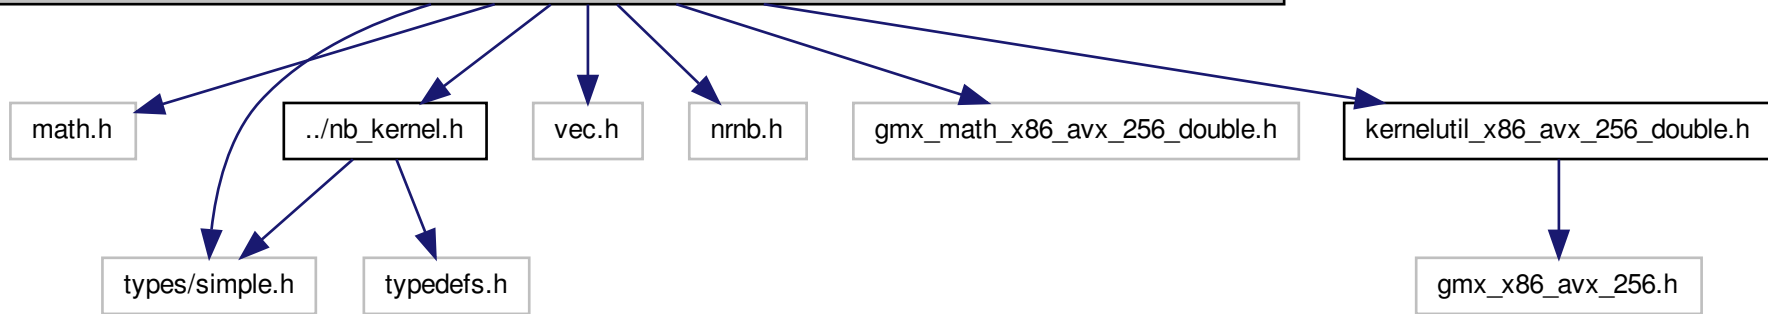 math.h
../nb_kernel.h
vec.h
nrnb.h
gmx_math_x86_avx_256_double.h
kernelutil_x86_avx_256_double.h
types/simple.h
typedefs.h
gmx_x86_avx_256.h